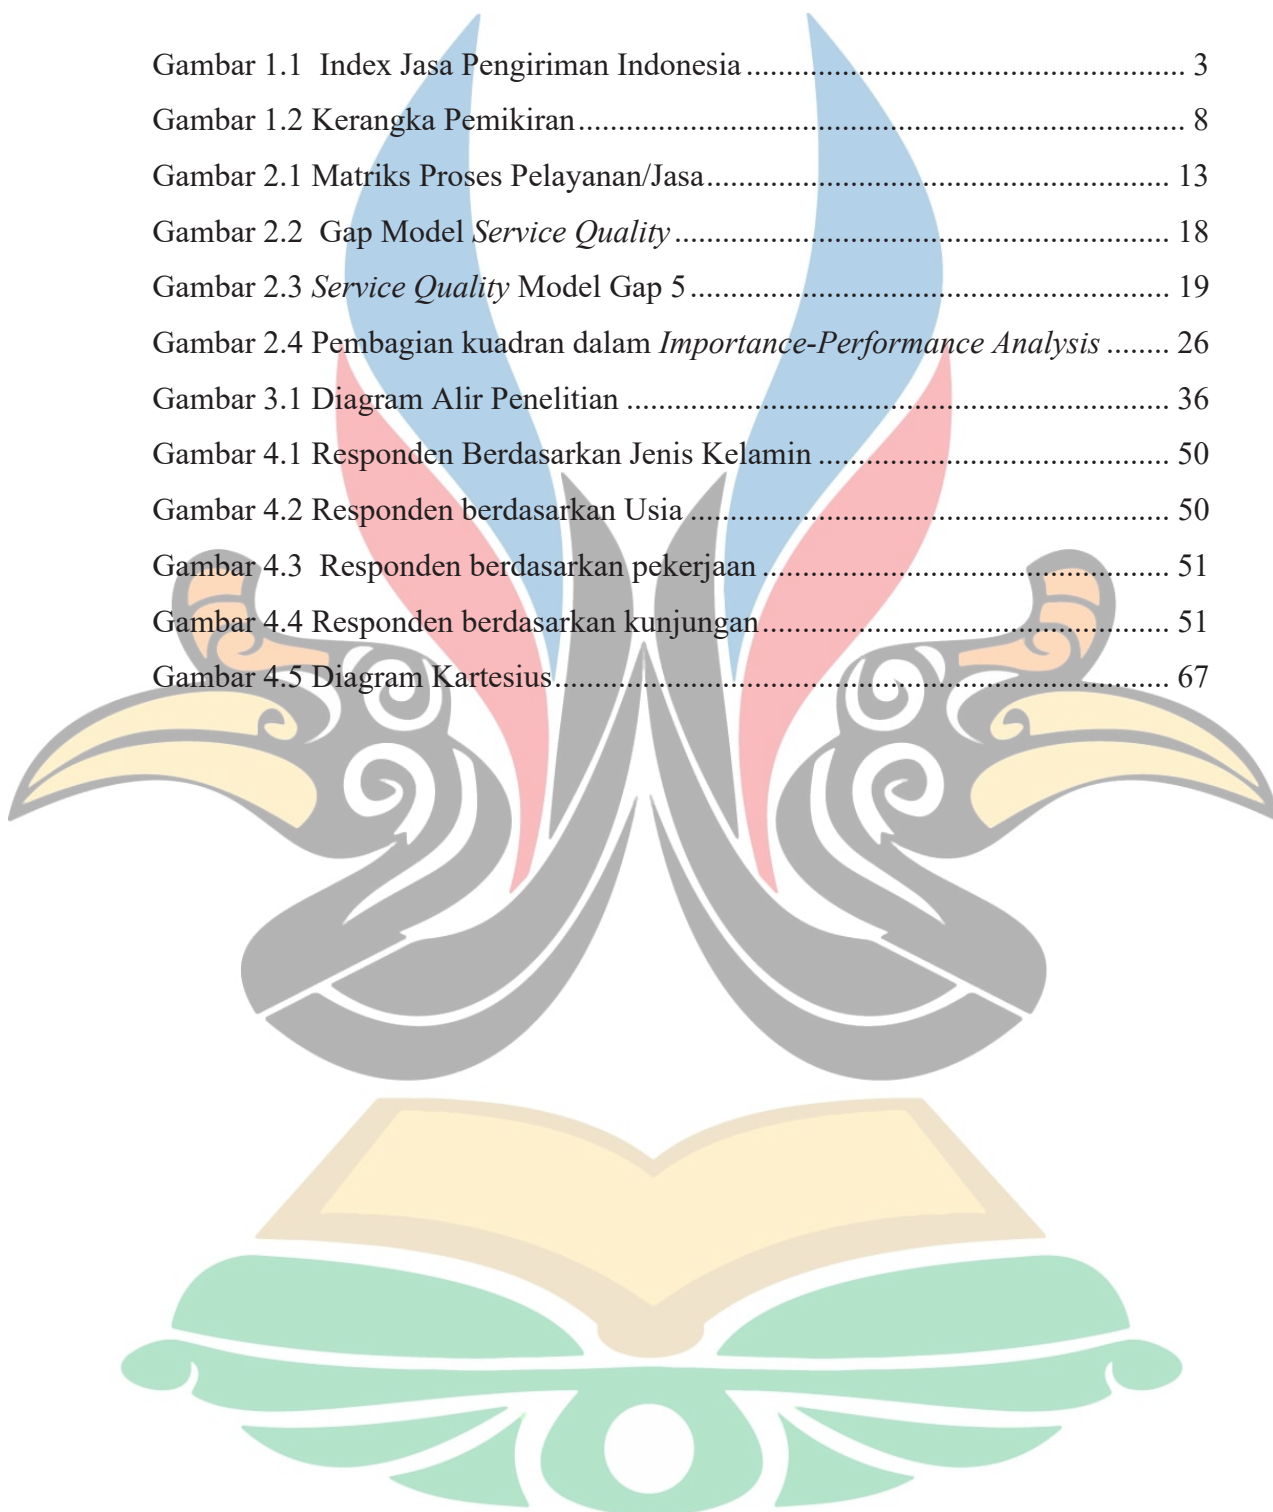 Gambar 1.1  Index Jasa Pengiriman Indonesia ........................................................ 3
Gambar 1.2 Kerangka Pemikiran ............................................................................. 8
Gambar 2.1 Matriks Proses Pelayanan/Jasa........................................................... 13
Gambar 2.2  Gap Model Service Quality ............................................................... 18
Gambar 2.3 Service Quality Model Gap 5 ............................................................. 19
Gambar 2.4 Pembagian kuadran dalam Importance-Performance Analysis ........ 26
Gambar 3.1 Diagram Alir Penelitian ..................................................................... 36
Gambar 4.1 Responden Berdasarkan Jenis Kelamin ............................................. 50
Gambar 4.2 Responden berdasarkan Usia ............................................................. 50
Gambar 4.3  Responden berdasarkan pekerjaan .................................................... 51
Gambar 4.4 Responden berdasarkan kunjungan.................................................... 51
Gambar 4.5 Diagram Kartesius.............................................................................. 67